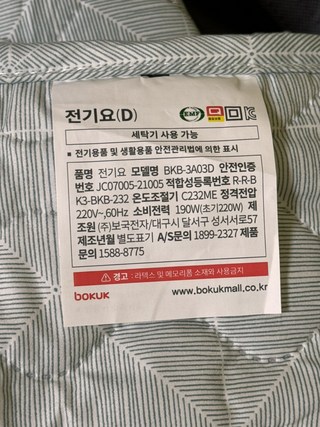 전기요(D)
EMF
세탁기 사용 가능
■ 전기용품 및 생활용품 안전관리법에 의한 표시
품명 전기요 모델명 BKB-3A03D 안전인증
번호 JC07005-21005 적합성등록번호 R-R-B
K3-BKB-232 온도조절기 C232ME 정격전압
220V~,60Hz 소비전력 190W(초기220W) 제
조원 (주)보국전자/대구시 달서구 성서서로57
제조년월 별도표기 A/S문의 1899-2327 제품
문의 1588-8775
⚠ 경고 : 라텍스 및 메모리폼 소재와 사용금지
BOKUK www.bokukmall.co.kr